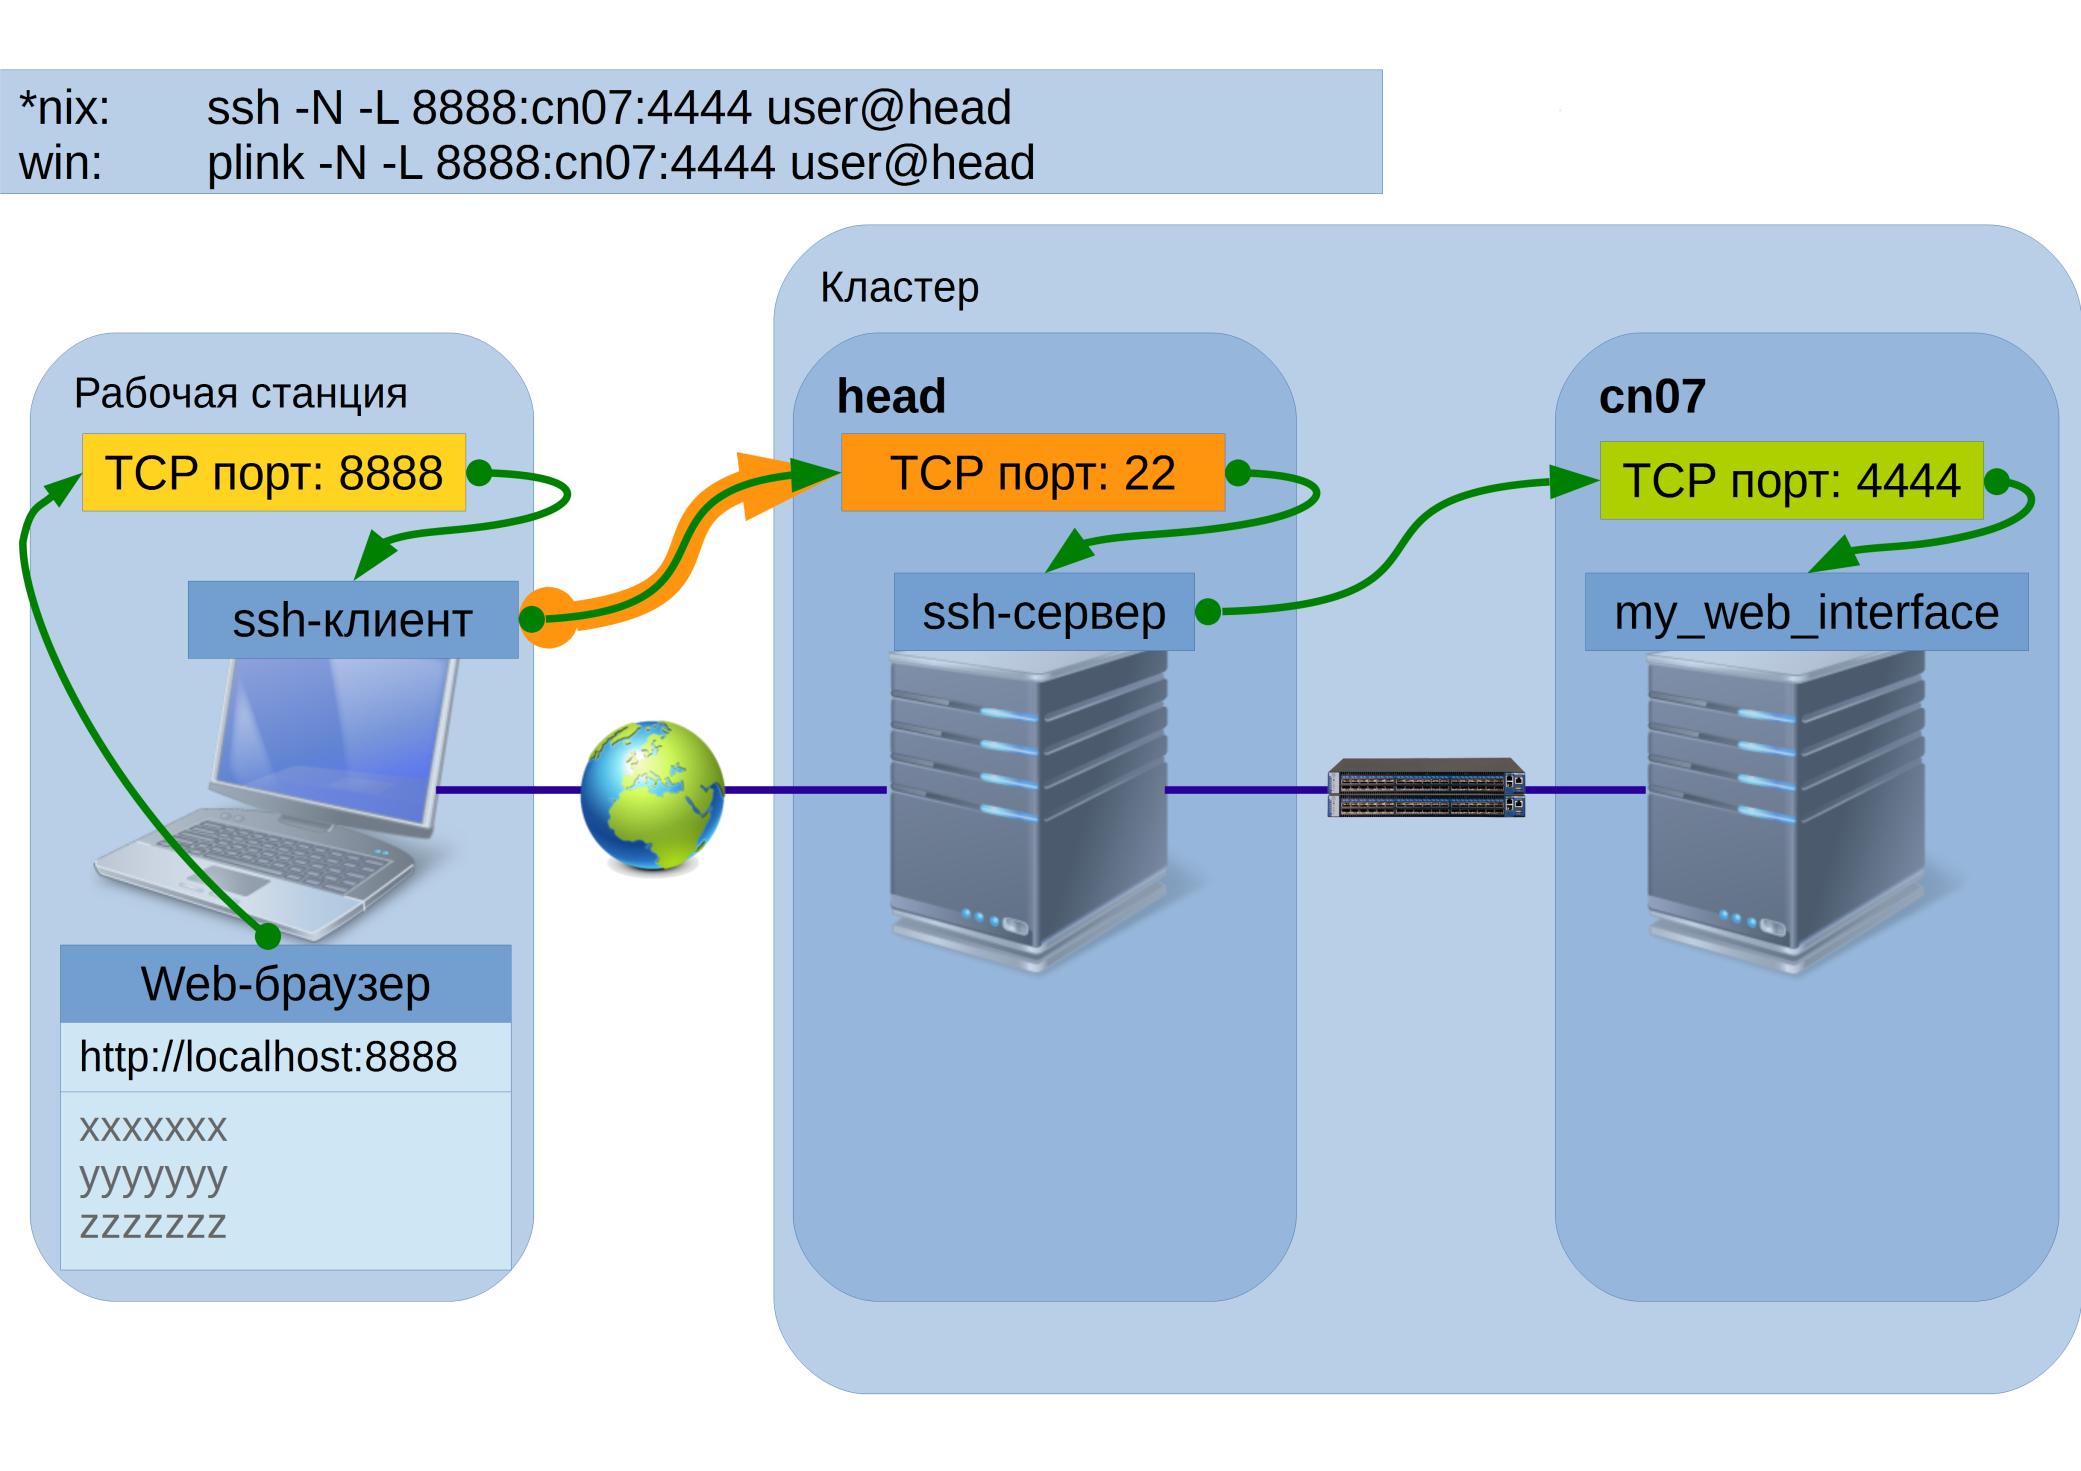 *nix: ssh -N -L 8888:cn07:4444 user@head
win: plink -N -L 8888:cn07:4444 user@head
Кластер
Рабочая станция
TCP порт: 8888
ssh-клиент
head
TCP порт: 22
ssh-сервер
cn07
TCP порт: 4444
my_web_interface
Web-браузер
http://localhost:8888
xxxxxxx
yyyyyyy
zzzzzzz